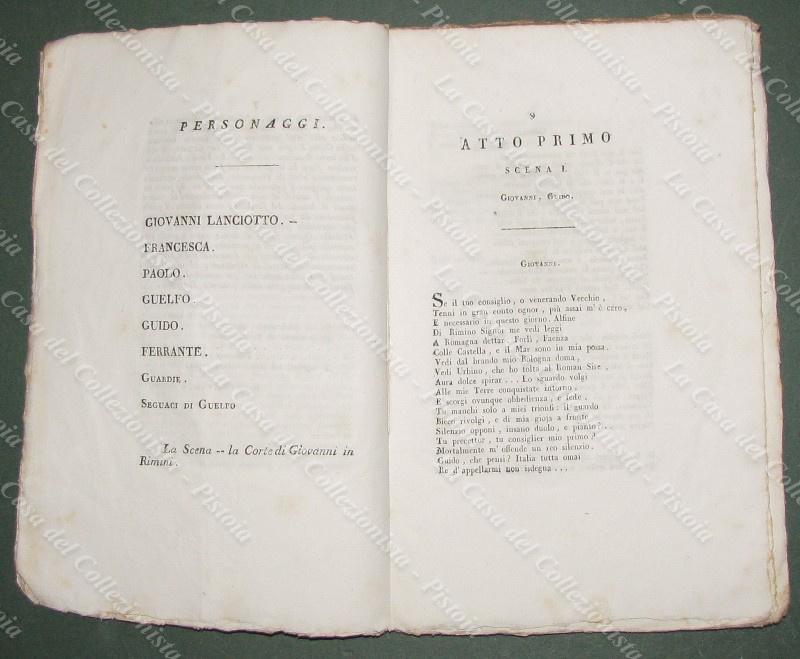 PERSONAGGI.
GIOVANNI LANCIOTTO. –
FRANCESCA.
PAOLO.
GUELFO.
GUIDO.
FERRANTE.
GUARDIE.
SEGUACI DI GUELFO
La Scena -- la Corte di Giovanni in
Rimini.
9
ATTO PRIMO
SCENA I.
GIOVANNI, GUIDO.
GIOVANNI.
Se il tuo consiglio, o venerando Vecchio,
Tenni in gran conto ognor, più assai m' è caro,
E necessario in questo giorno. Alfine
Di Rimino Signor me vedi leggi
A Romagna dettar. Forlì, Faenza
Colle Castella, e il Mar sono in mia possa.
Vedi dal brando mio Bologna doma,
Vedi Urbino, che ho tolta al Roman Sire,
Aura dolce spirar... Lo sguardo volgi
Alle mie Terre conquistate intorno,
E scorgi ovunque obbedienza, e fede.
Tu manchi solo a miei trionfi: il guardo
Bieco rivolgi, e di mia gioja a fronte
Silenzio opponi, insano duolo, e pianto?..
Tu precettor, tu consiglier mio primo?
Mortalmente m' offende un reo silenzio.
Guido, che pensi? Italia tutta omai
Re d'appellarmi non isdegna...
La Casa del Collezionista - Pistoia